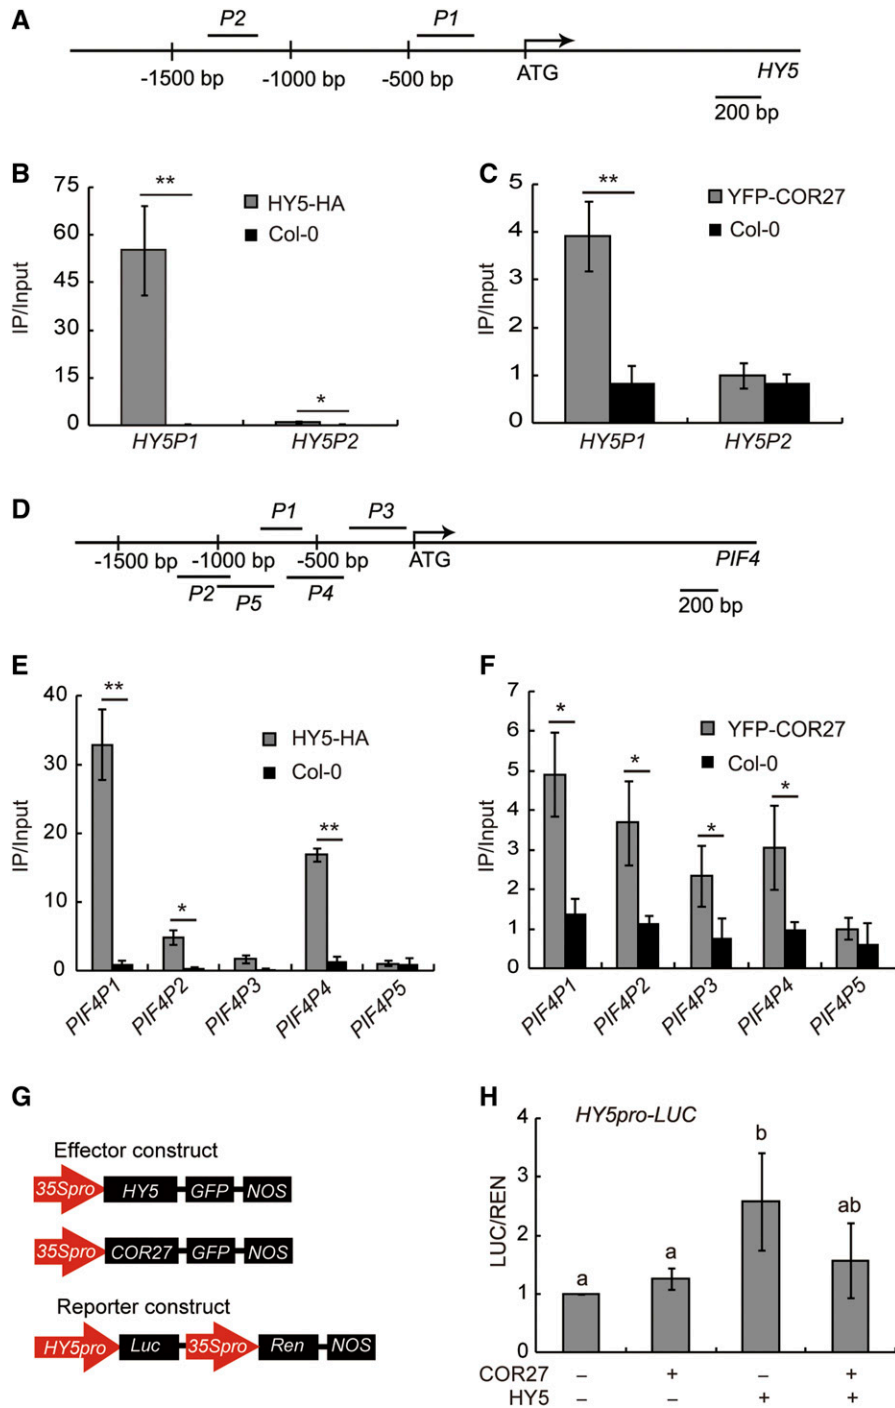 A
P2
P1
-1500 bp
-1000 bp
-500 bp
ATG
HY5
200 bp
B
IP/Input
75
60
45
30
15
0
**
*
HY5-HA
Col-0
HY5P1
HY5P2
C
IP/Input
5
4
3
2
1
0
**
YFP-COR27
Col-0
HY5P1
HY5P2
D
P1
P3
-1500 bp
-1000 bp
-500 bp
ATG
PIF4
P2
P5
P4
200 bp
E
IP/Input
40
30
20
10
0
**
*
**
HY5-HA
Col-0
PIF4P1
PIF4P2
PIF4P3
PIF4P4
PIF4P5
F
IP/Input
7
6
5
4
3
2
1
0
*
*
*
*
YFP-COR27
Col-0
PIF4P1
PIF4P2
PIF4P3
PIF4P4
PIF4P5
G
Effector construct
35Spro HY5 GFP NOS
35Spro COR27 GFP NOS
Reporter construct
HY5pro Luc 35Spro Ren NOS
H
HY5pro-LUC
LUC/REN
4
3
2
1
0
a
a
b
ab
COR27 – + – +
HY5 – – + +